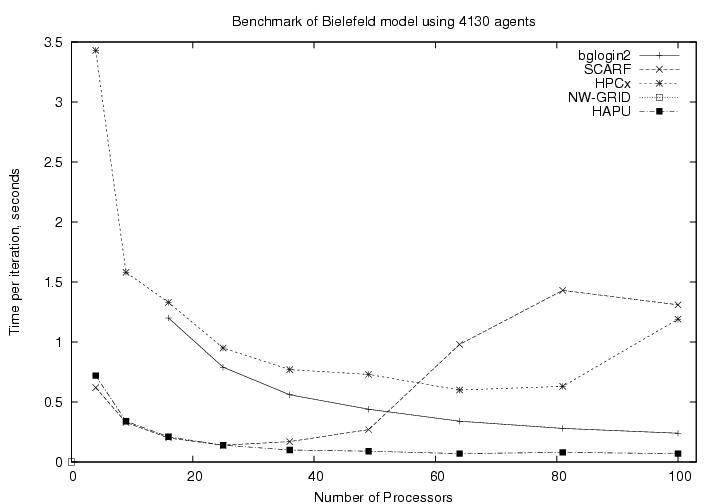 Benchmark of Bielefeld model using 4130 agents
3.5
3
2.5
2
1.5
1
0.5
0
Time per iteration, seconds
bglogin2
SCARF
HPCx
NW-GRID
HAPU
0 20 40 60 80 100
Number of Processors